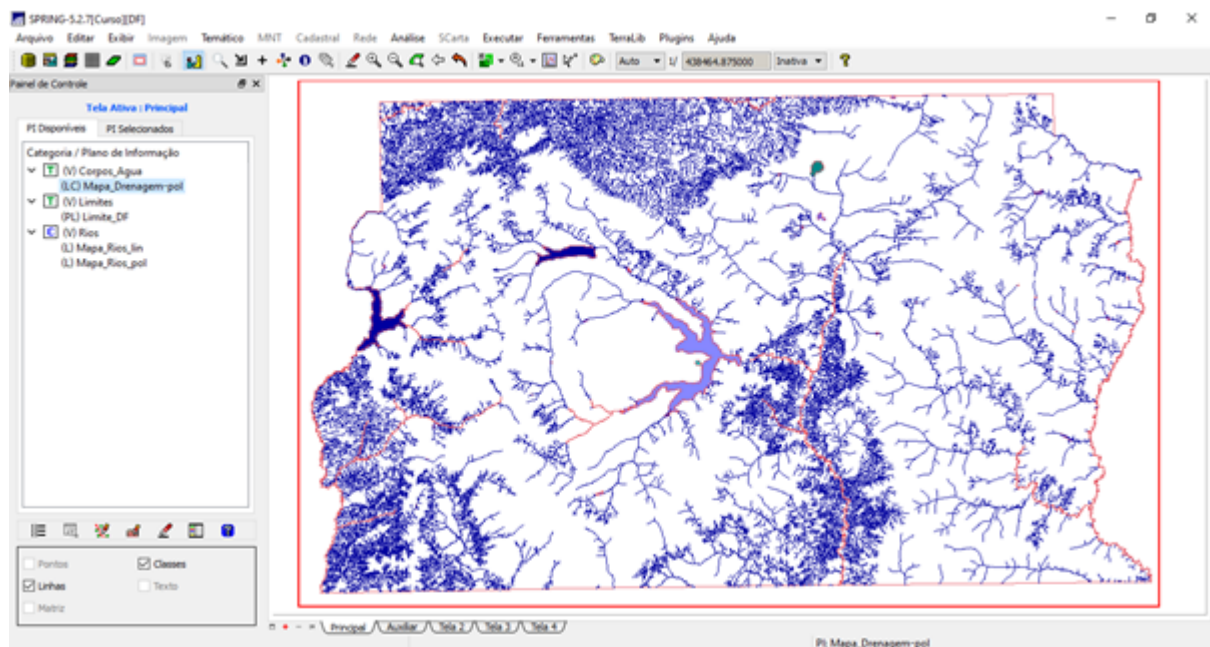 SPRING-5.2.7[Curso][DF]
Arquivo Editar Exibir Imagem Temático MNT Cadastral Rede Análise SCarta Executar Ferramentas TerraLib Plugins Ajuda
Auto 1/ 438464.875000 Inativa
Painel de Controle
Tela Ativa : Principal
PI Disponíveis PI Selecionados
Categoria / Plano de Informação
T (V) Corpos_Agua
(LC) Mapa_Drenagem-pol
T (V) Limites
(PL) Limite_DF
C (V) Rios
(L) Mapa_Rios_lin
(L) Mapa_Rios_pol
Pontos Classes
Linhas Texto
Matriz
Principal Auxiliar Tela 2 Tela 3 Tela 4
PI: Mapa_Drenagem-pol